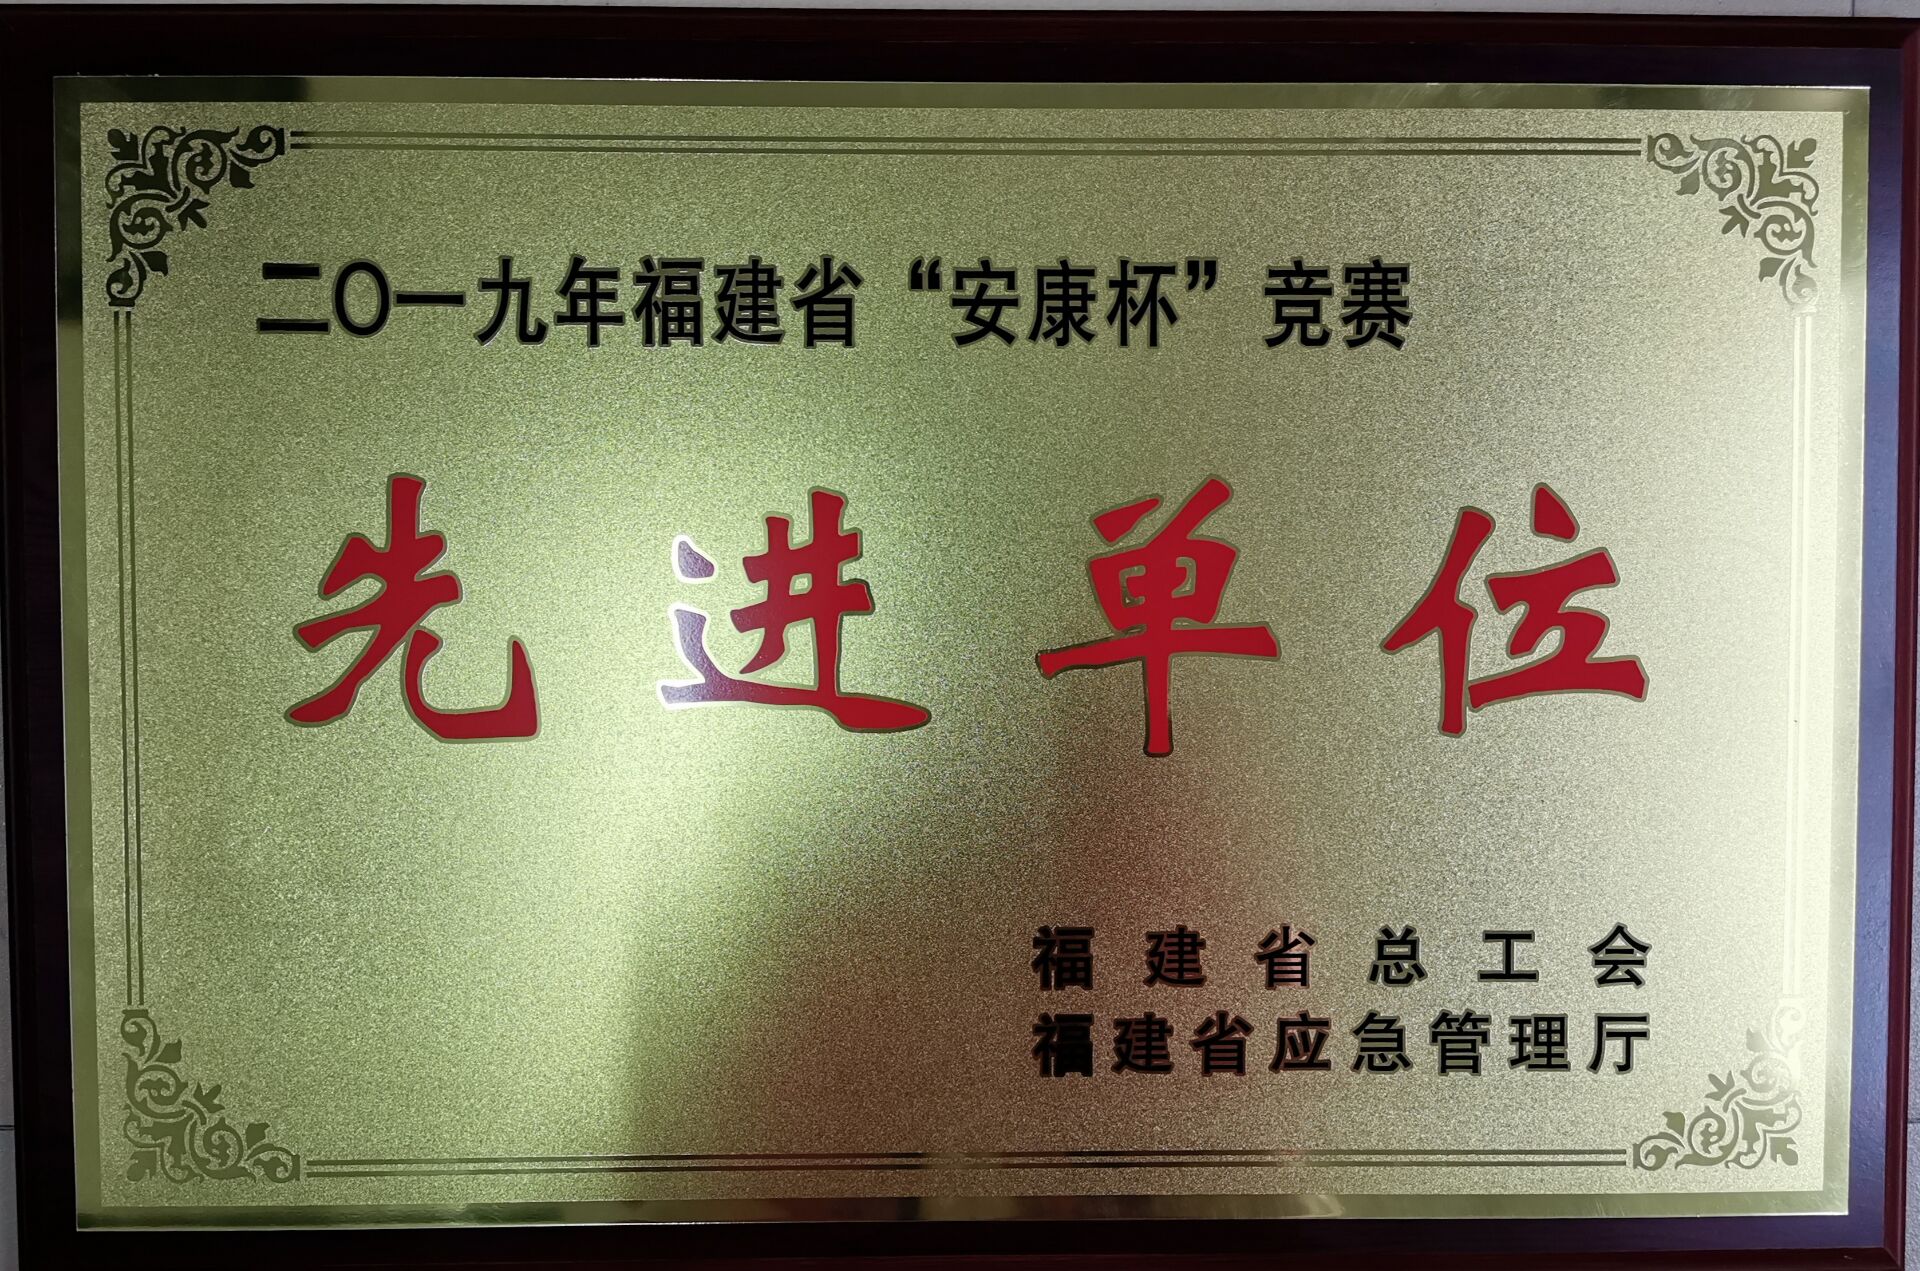 二〇一九年福建省“安康杯”竞赛
先进单位
福建省总工会
福建省应急管理厅